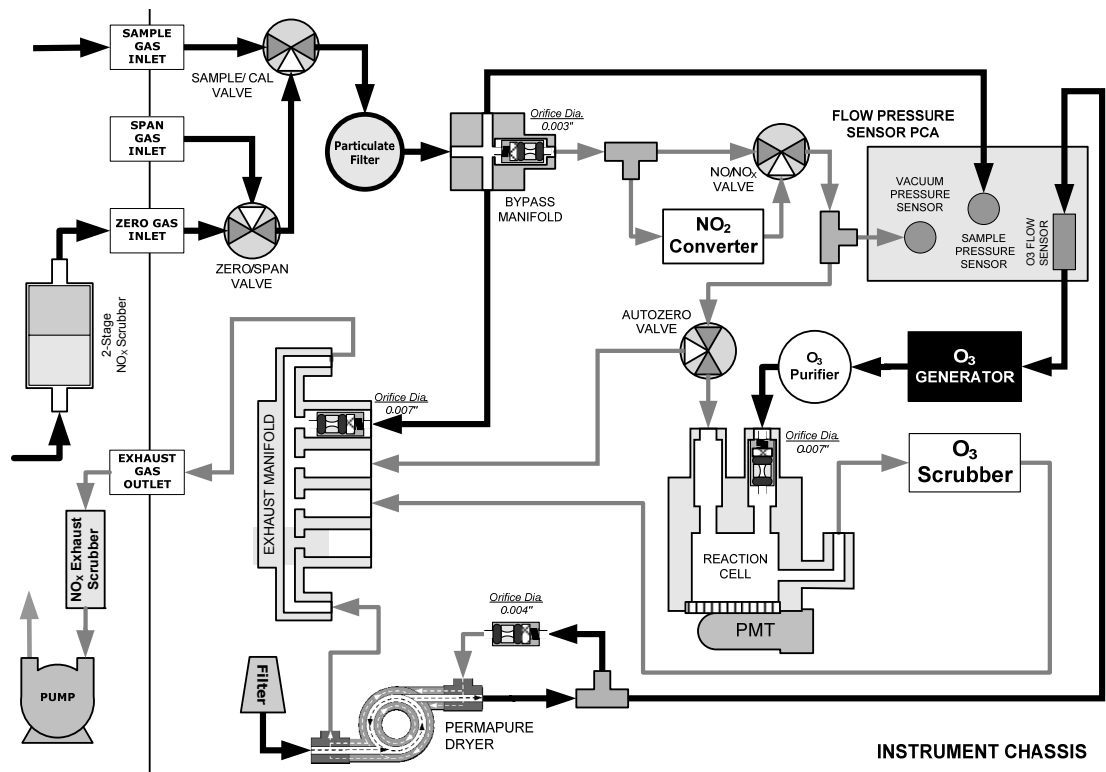 SAMPLE
GAS
INLET
SAMPLE/ CAL
VALVE
SPAN
GAS
INLET
ZERO GAS
INLET
ZERO/SPAN
VALVE
2-Stage
NOX Scrubber
Particulate
Filter
Orifice Dia.
0.003"
BYPASS
MANIFOLD
NO/NOX
VALVE
NO2
Converter
FLOW PRESSURE
SENSOR PCA
VACUUM
PRESSURE
SENSOR
SAMPLE
PRESSURE
SENSOR
O3 FLOW
SENSOR
AUTOZERO
VALVE
O3
Purifier
O3
GENERATOR
Orifice Dia.
0.007"
EXHAUST MANIFOLD
EXHAUST
GAS
OUTLET
Orifice Dia.
0.007"
O3
Scrubber
NOX Exhaust
Scrubber
REACTION
CELL
PMT
Orifice Dia.
0.004"
PUMP
Filter
PERMAPURE
DRYER
INSTRUMENT CHASSIS